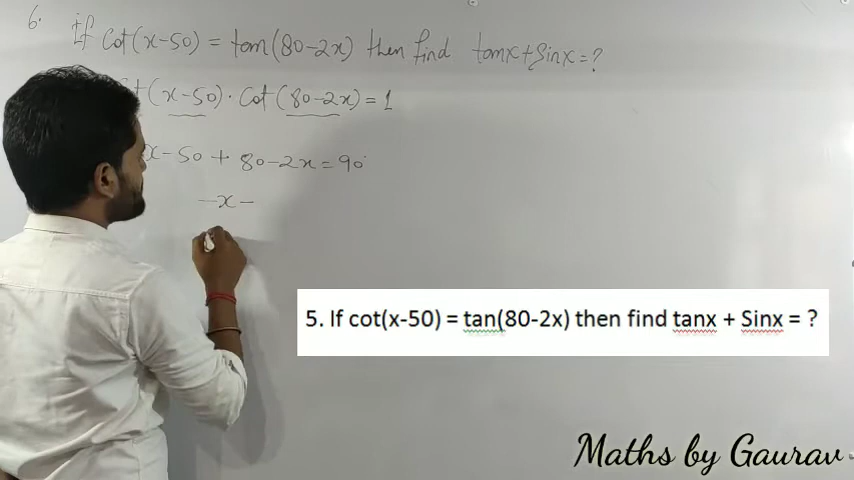 6. If cot(x-50) = tan(80-2x) then find tanx+Sinx=?
(x-50) · Cot(80-2x)=1
x-50 + 80-2x=90°
-x-
5. If cot(x-50) = tan(80-2x) then find tanx + Sinx = ?
Maths by Gaurav